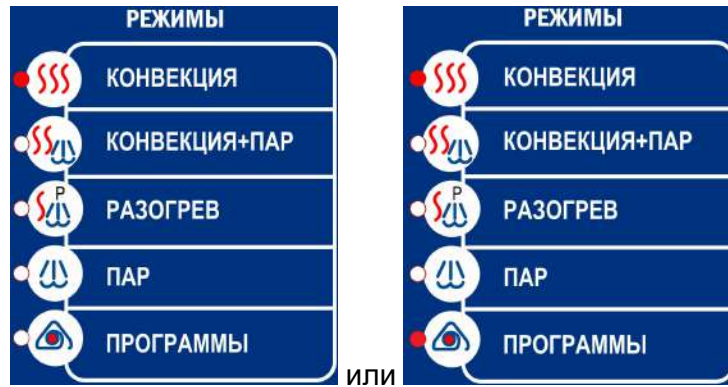 РЕЖИМЫ
КОНВЕКЦИЯ
КОНВЕКЦИЯ+ПАР
P
РАЗОГРЕВ
ПАР
ПРОГРАММЫ
или
РЕЖИМЫ
КОНВЕКЦИЯ
КОНВЕКЦИЯ+ПАР
P
РАЗОГРЕВ
ПАР
ПРОГРАММЫ